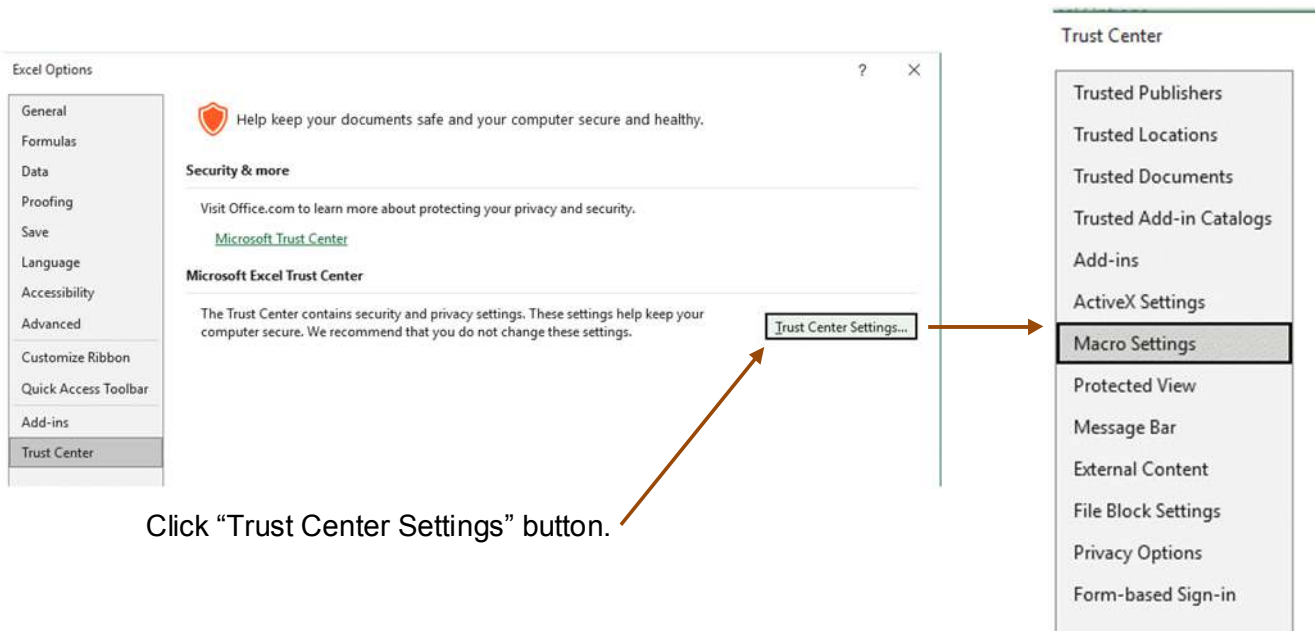 Excel Options
?
×
General
Formulas
Data
Proofing
Save
Language
Accessibility
Advanced
Customize Ribbon
Quick Access Toolbar
Add-ins
Trust Center
Help keep your documents safe and your computer secure and healthy.
Security & more
Visit Office.com to learn more about protecting your privacy and security.
Microsoft Trust Center
Microsoft Excel Trust Center
The Trust Center contains security and privacy settings. These settings help keep your
computer secure. We recommend that you do not change these settings.
Trust Center Settings...
Click “Trust Center Settings” button.
Trust Center
Trusted Publishers
Trusted Locations
Trusted Documents
Trusted Add-in Catalogs
Add-ins
ActiveX Settings
Macro Settings
Protected View
Message Bar
External Content
File Block Settings
Privacy Options
Form-based Sign-in